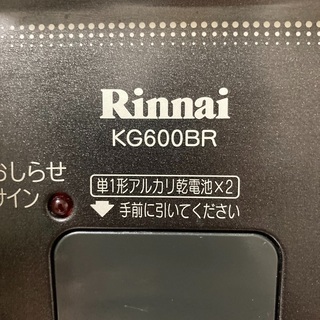 Rinnai
KG600BR
おしらせ
サイン
単1形アルカリ乾電池×2
手前に引いてください